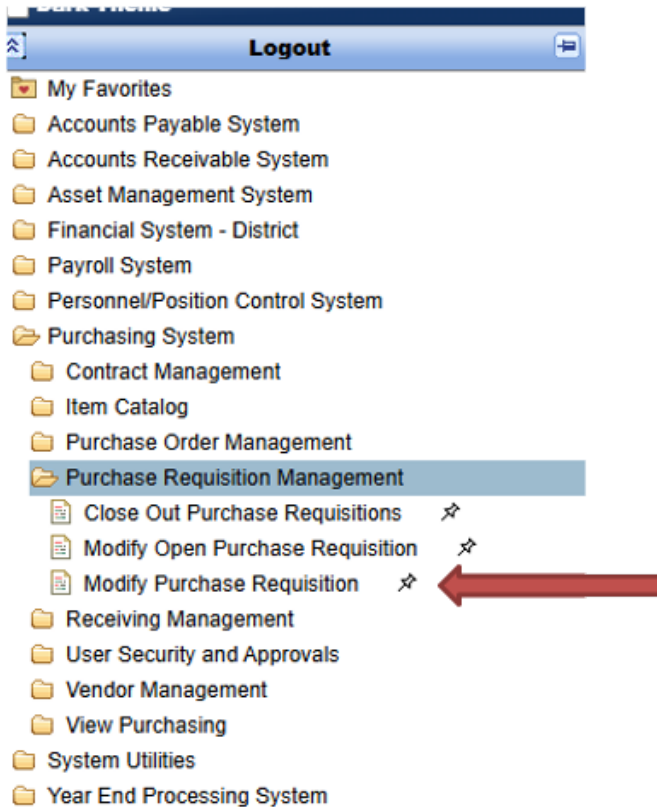 Dark Theme
Logout
My Favorites
Accounts Payable System
Accounts Receivable System
Asset Management System
Financial System - District
Payroll System
Personnel/Position Control System
Purchasing System
Contract Management
Item Catalog
Purchase Order Management
Purchase Requisition Management
Close Out Purchase Requisitions
Modify Open Purchase Requisition
Modify Purchase Requisition
Receiving Management
User Security and Approvals
Vendor Management
View Purchasing
System Utilities
Year End Processing System